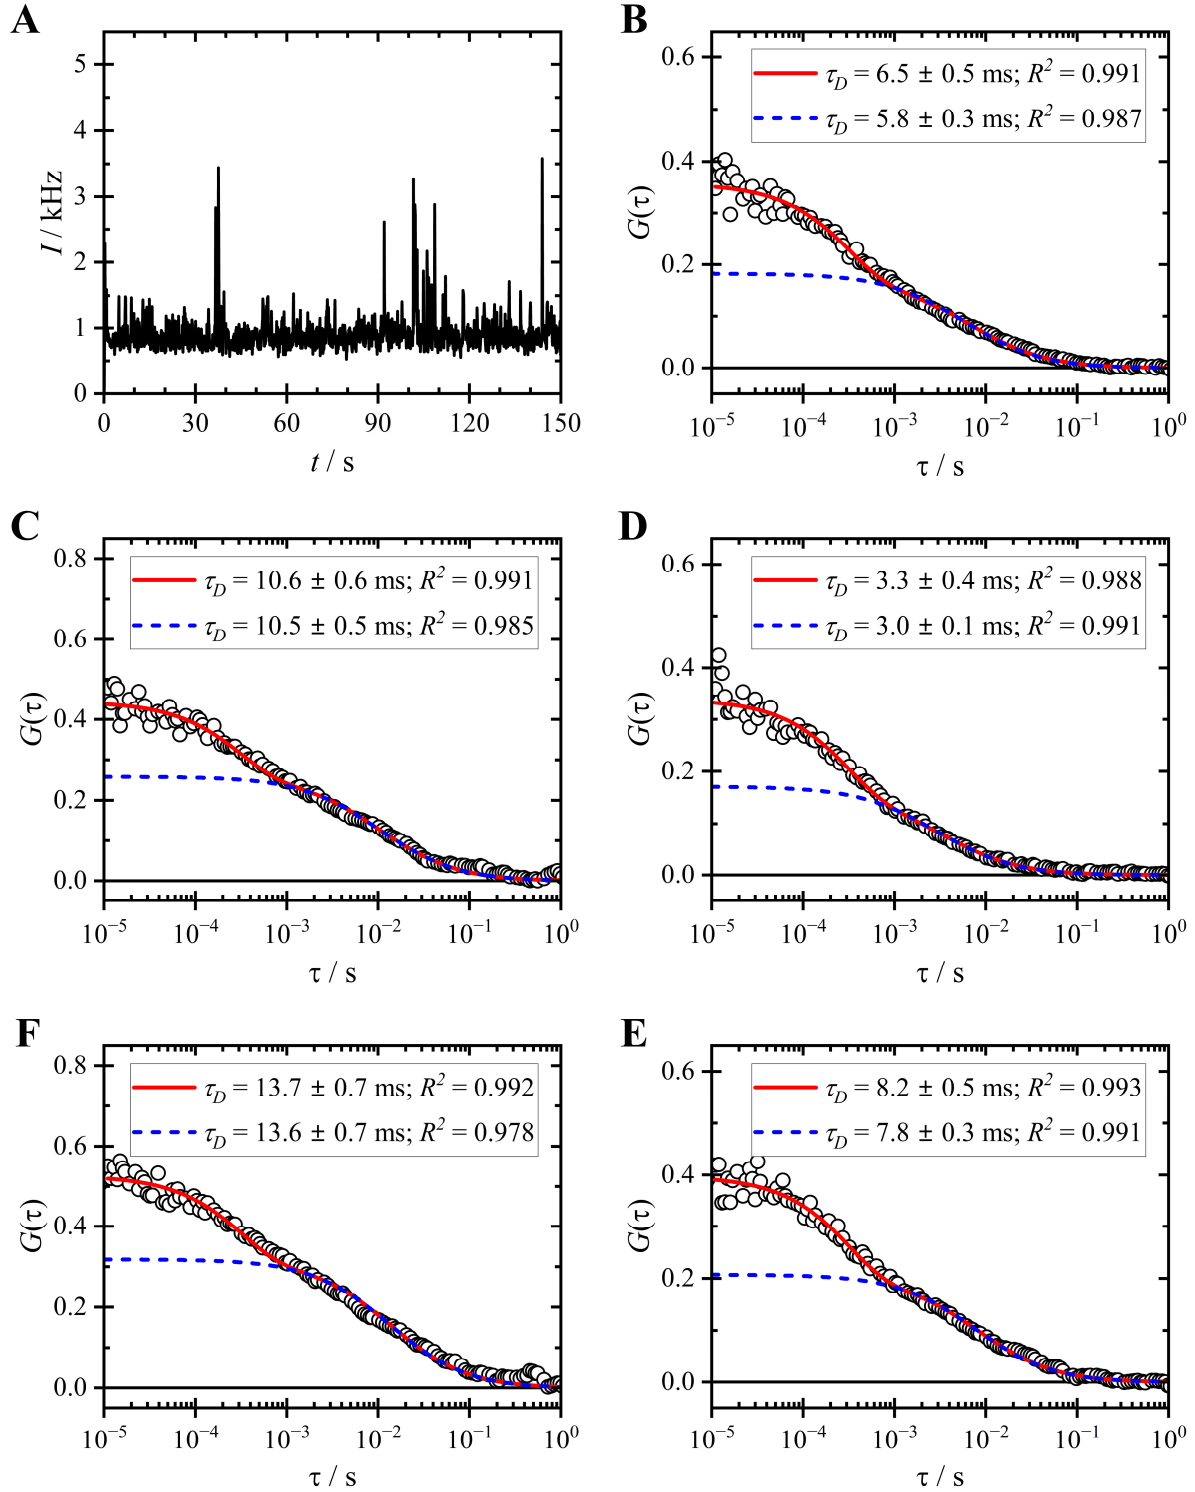 A
I / kHz
5
4
3
2
1
0
0 30 60 90 120 150
t / s
B
G(τ)
0.6
0.4
0.2
0.0
τ_D = 6.5 ± 0.5 ms; R² = 0.991
τ_D = 5.8 ± 0.3 ms; R² = 0.987
10⁻⁵ 10⁻⁴ 10⁻³ 10⁻² 10⁻¹ 10⁰
τ / s
C
G(τ)
0.8
0.6
0.4
0.2
0.0
τ_D = 10.6 ± 0.6 ms; R² = 0.991
τ_D = 10.5 ± 0.5 ms; R² = 0.985
10⁻⁵ 10⁻⁴ 10⁻³ 10⁻² 10⁻¹ 10⁰
τ / s
D
G(τ)
0.6
0.4
0.2
0.0
τ_D = 3.3 ± 0.4 ms; R² = 0.988
τ_D = 3.0 ± 0.1 ms; R² = 0.991
10⁻⁵ 10⁻⁴ 10⁻³ 10⁻² 10⁻¹ 10⁰
τ / s
F
G(τ)
0.8
0.6
0.4
0.2
0.0
τ_D = 13.7 ± 0.7 ms; R² = 0.992
τ_D = 13.6 ± 0.7 ms; R² = 0.978
10⁻⁵ 10⁻⁴ 10⁻³ 10⁻² 10⁻¹ 10⁰
τ / s
E
G(τ)
0.6
0.4
0.2
0.0
τ_D = 8.2 ± 0.5 ms; R² = 0.993
τ_D = 7.8 ± 0.3 ms; R² = 0.991
10⁻⁵ 10⁻⁴ 10⁻³ 10⁻² 10⁻¹ 10⁰
τ / s